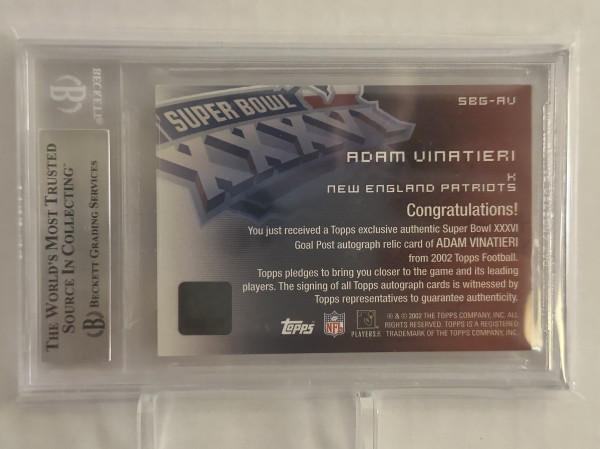 BECKETT
B
THE WORLD'S MOST TRUSTED
SOURCE IN COLLECTING™
B BECKETT GRADING SERVICES
SUPER BOWL
XXXVI
SBG-AV
ADAM VINATIERI
K
NEW ENGLAND PATRIOTS
Congratulations!
You just received a Topps exclusive authentic Super Bowl XXXVI
Goal Post autograph relic card of ADAM VINATIERI
from 2002 Topps Football.
Topps pledges to bring you closer to the game and its leading
players. The signing of all Topps autograph cards is witnessed by
Topps representatives to guarantee authenticity.
Topps
NFL
PLAYERS
® & © 2002 THE TOPPS COMPANY, INC. ALL
RIGHTS RESERVED. TOPPS IS A REGISTERED
TRADEMARK OF THE TOPPS COMPANY, INC.